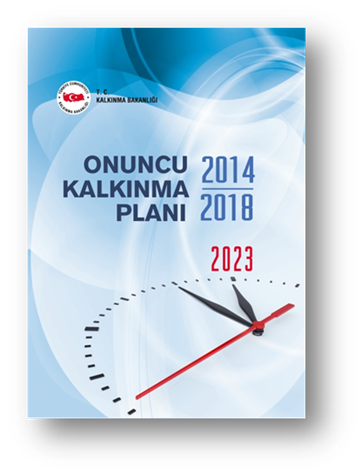 T.C.
KALKINMA BAKANLIĞI
ONUNCU
KALKINMA
PLANI
2014
2018
2023